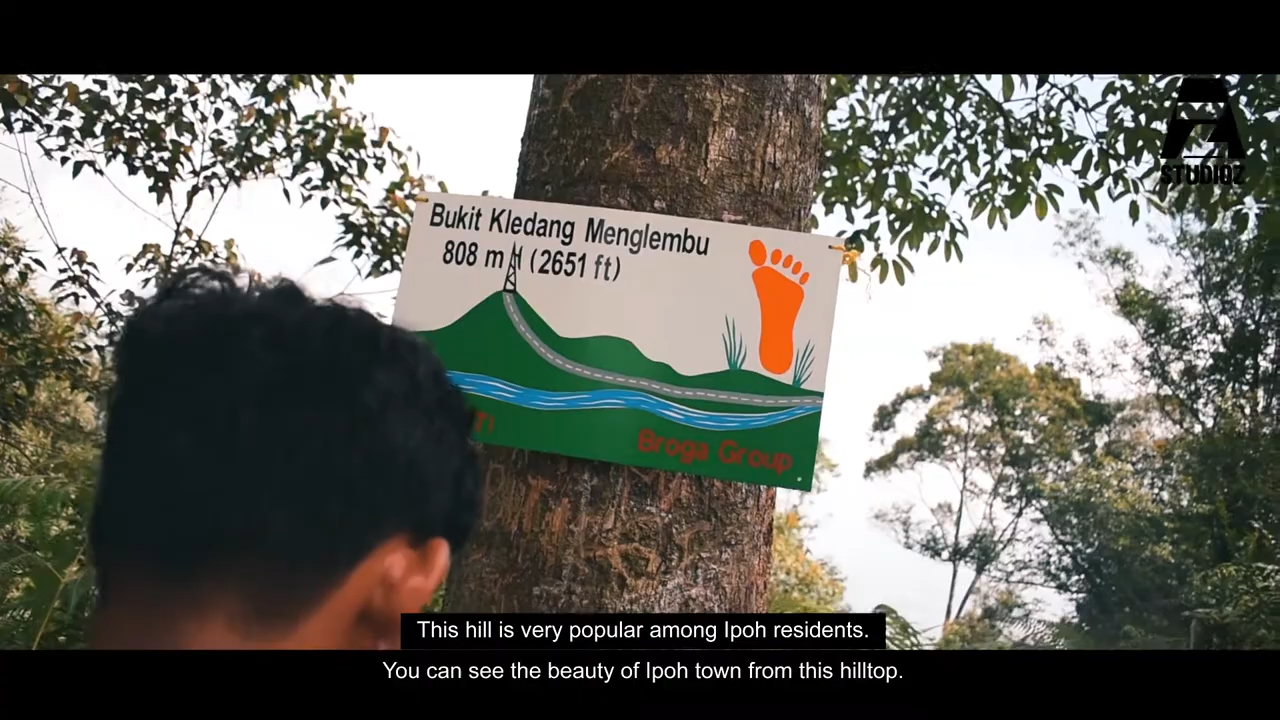 STUDIOZ
Bukit Kledang Menglembu
808 m (2651 ft)
Broga Group
This hill is very popular among Ipoh residents.
You can see the beauty of Ipoh town from this hilltop.